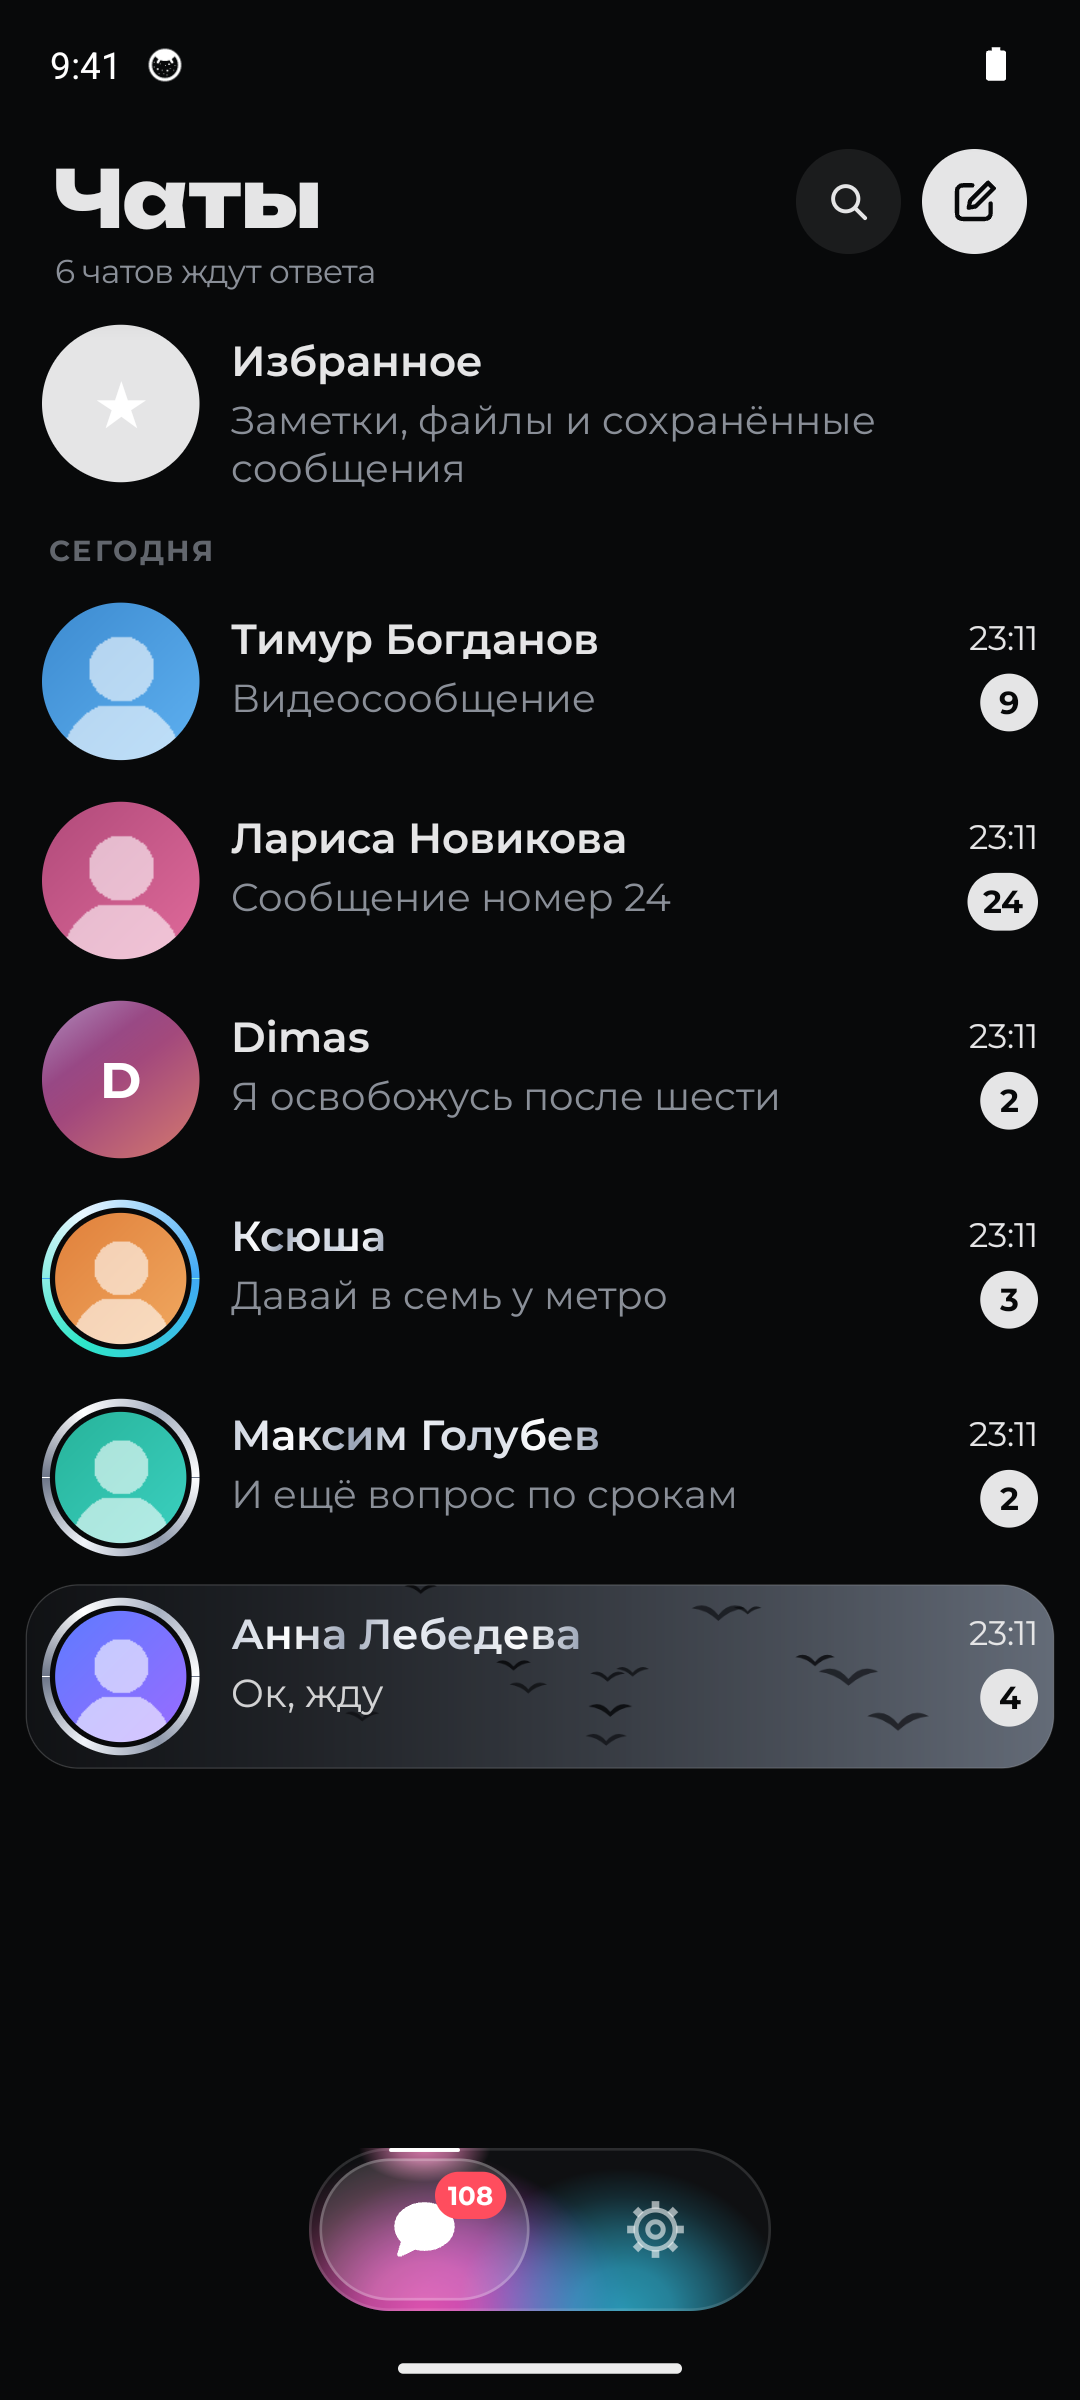 9:41
Чаты
6 чатов ждут ответа
Избранное
Заметки, файлы и сохранённые
сообщения
СЕГОДНЯ
Тимур Богданов 23:11
Видеосообщение 9
Лариса Новикова 23:11
Сообщение номер 24 24
Dimas 23:11
D
Я освобожусь после шести 2
Ксюша 23:11
Давай в семь у метро 3
Максим Голубев 23:11
И ещё вопрос по срокам 2
Анна Лебедева 23:11
Ок, жду 4
108